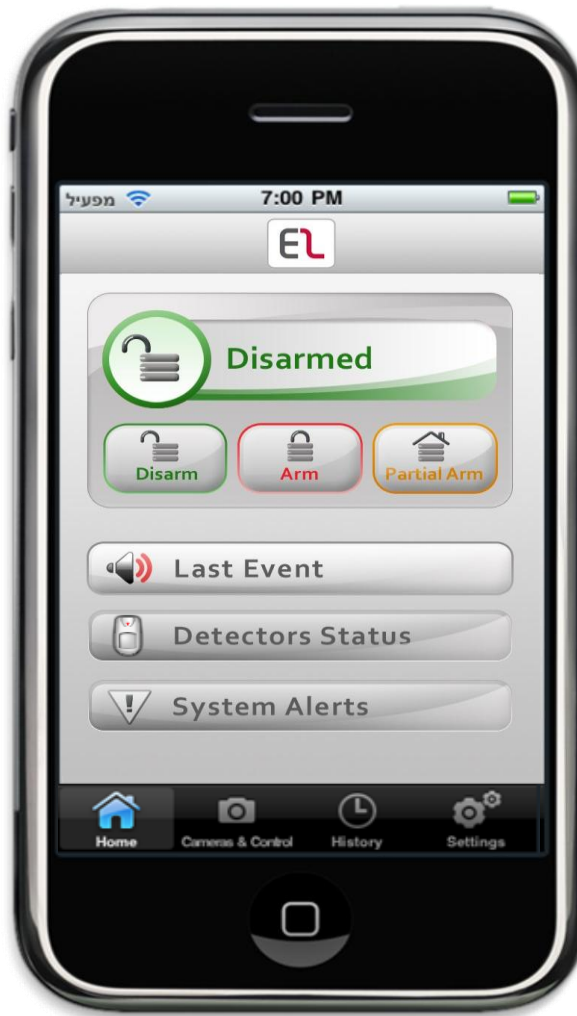 מפעיל 7:00 PM
EL
Disarmed
Disarm Arm Partial Arm
Last Event
Detectors Status
System Alerts
Home Cameras & Control History Settings